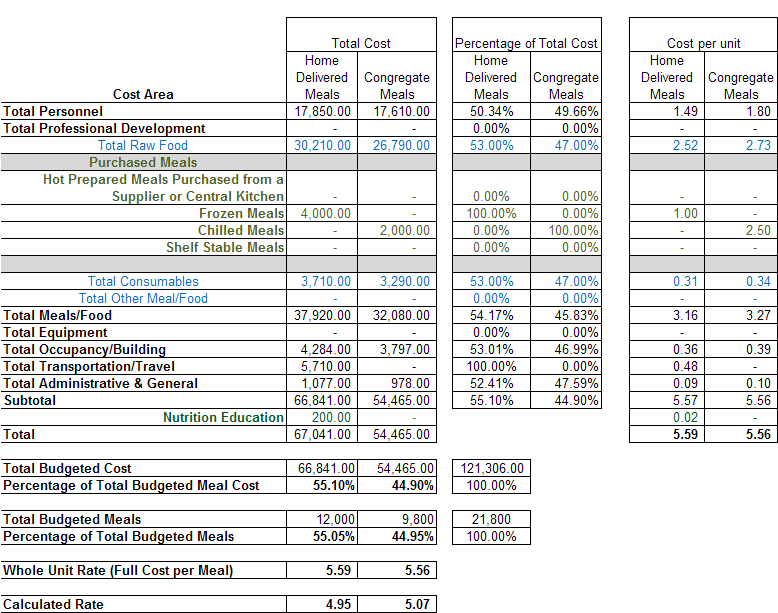 Total Cost Percentage of Total Cost Cost per unit
Home Home Home
Delivered Congregate Delivered Congregate Delivered Congregate
Cost Area Meals Meals Meals Meals Meals Meals
Total Personnel 17,850.00 17,610.00 50.34% 49.66% 1.49 1.80
Total Professional Development - - 0.00% 0.00% - -
Total Raw Food 30,210.00 26,790.00 53.00% 47.00% 2.52 2.73
Purchased Meals
Hot Prepared Meals Purchased from a
Supplier or Central Kitchen - - 0.00% 0.00% - -
Frozen Meals 4,000.00 - 100.00% 0.00% 1.00 -
Chilled Meals - 2,000.00 0.00% 100.00% - 2.50
Shelf Stable Meals - - 0.00% 0.00% - -
Total Consumables 3,710.00 3,290.00 53.00% 47.00% 0.31 0.34
Total Other Meal/Food - - 0.00% 0.00% - -
Total Meals/Food 37,920.00 32,080.00 54.17% 45.83% 3.16 3.27
Total Equipment - - 0.00% 0.00% - -
Total Occupancy/Building 4,284.00 3,797.00 53.01% 46.99% 0.36 0.39
Total Transportation/Travel 5,710.00 - 100.00% 0.00% 0.48 -
Total Administrative & General 1,077.00 978.00 52.41% 47.59% 0.09 0.10
Subtotal 66,841.00 54,465.00 55.10% 44.90% 5.57 5.56
Nutrition Education 200.00 - 0.02 -
Total 67,041.00 54,465.00 5.59 5.56
Total Budgeted Cost 66,841.00 54,465.00 121,306.00
Percentage of Total Budgeted Meal Cost 55.10% 44.90% 100.00%
Total Budgeted Meals 12,000 9,800 21,800
Percentage of Total Budgeted Meals 55.05% 44.95% 100.00%
Whole Unit Rate (Full Cost per Meal) 5.59 5.56
Calculated Rate 4.95 5.07